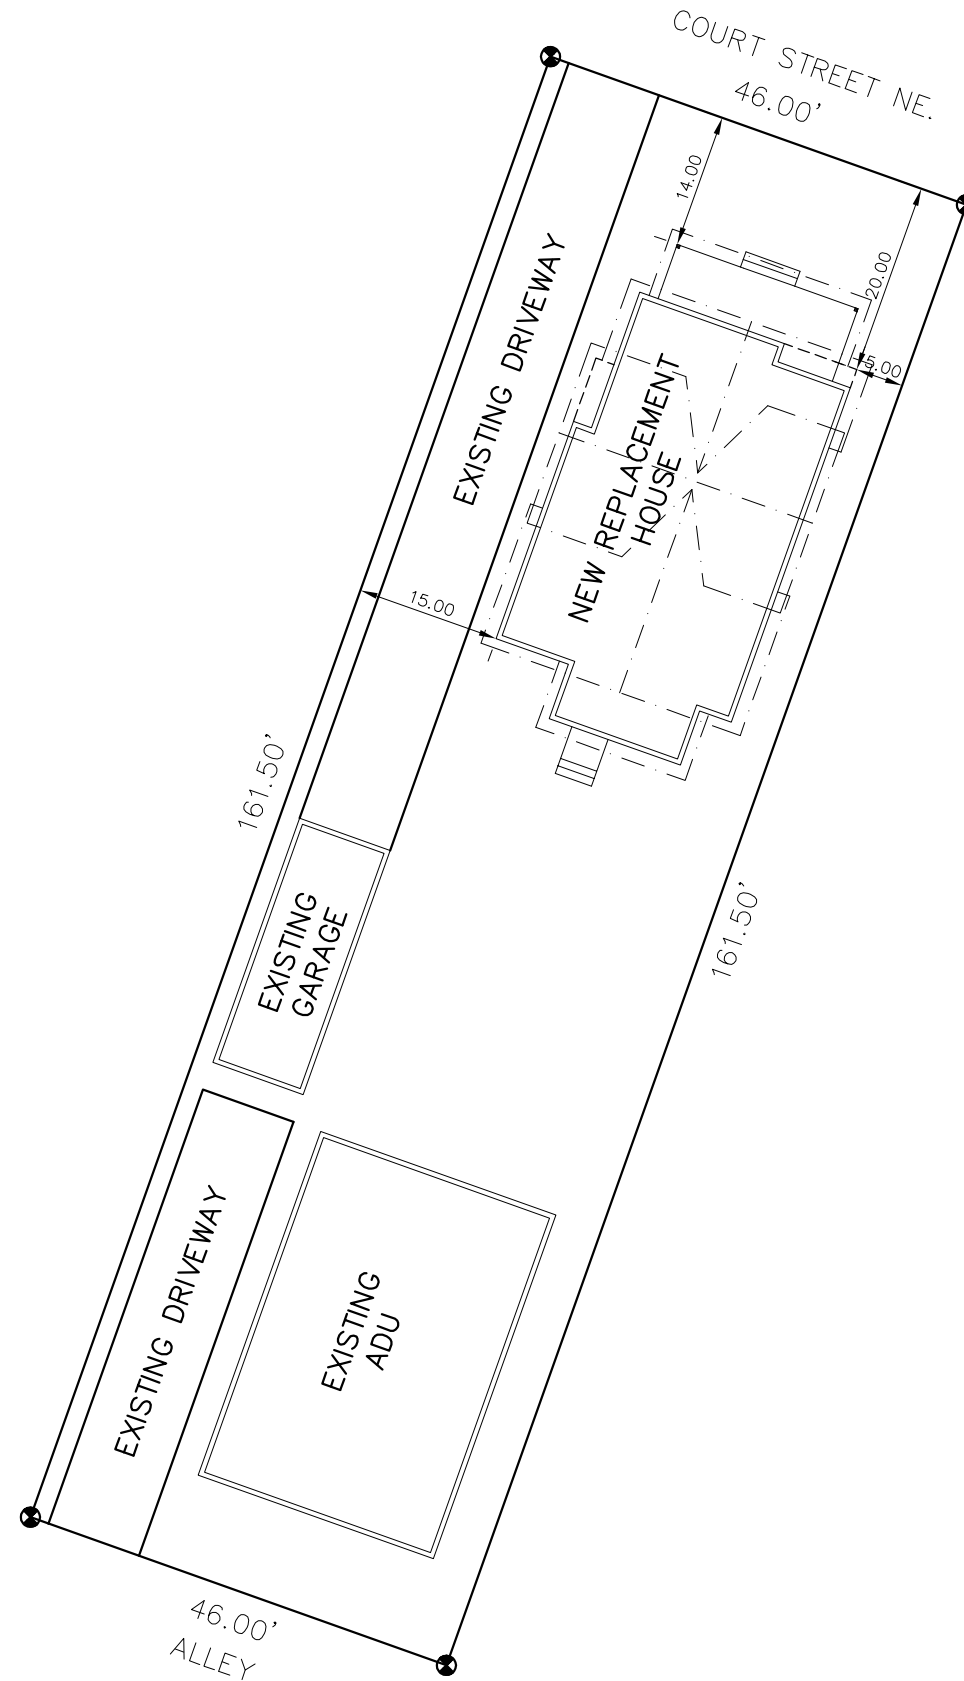 COURT STREET NE.
46.00'
14.00
20.00
5.00
EXISTING DRIVEWAY
NEW REPLACEMENT
HOUSE
15.00
161.50'
161.50'
EXISTING
GARAGE
EXISTING DRIVEWAY
EXISTING
ADU
46.00'
ALLEY